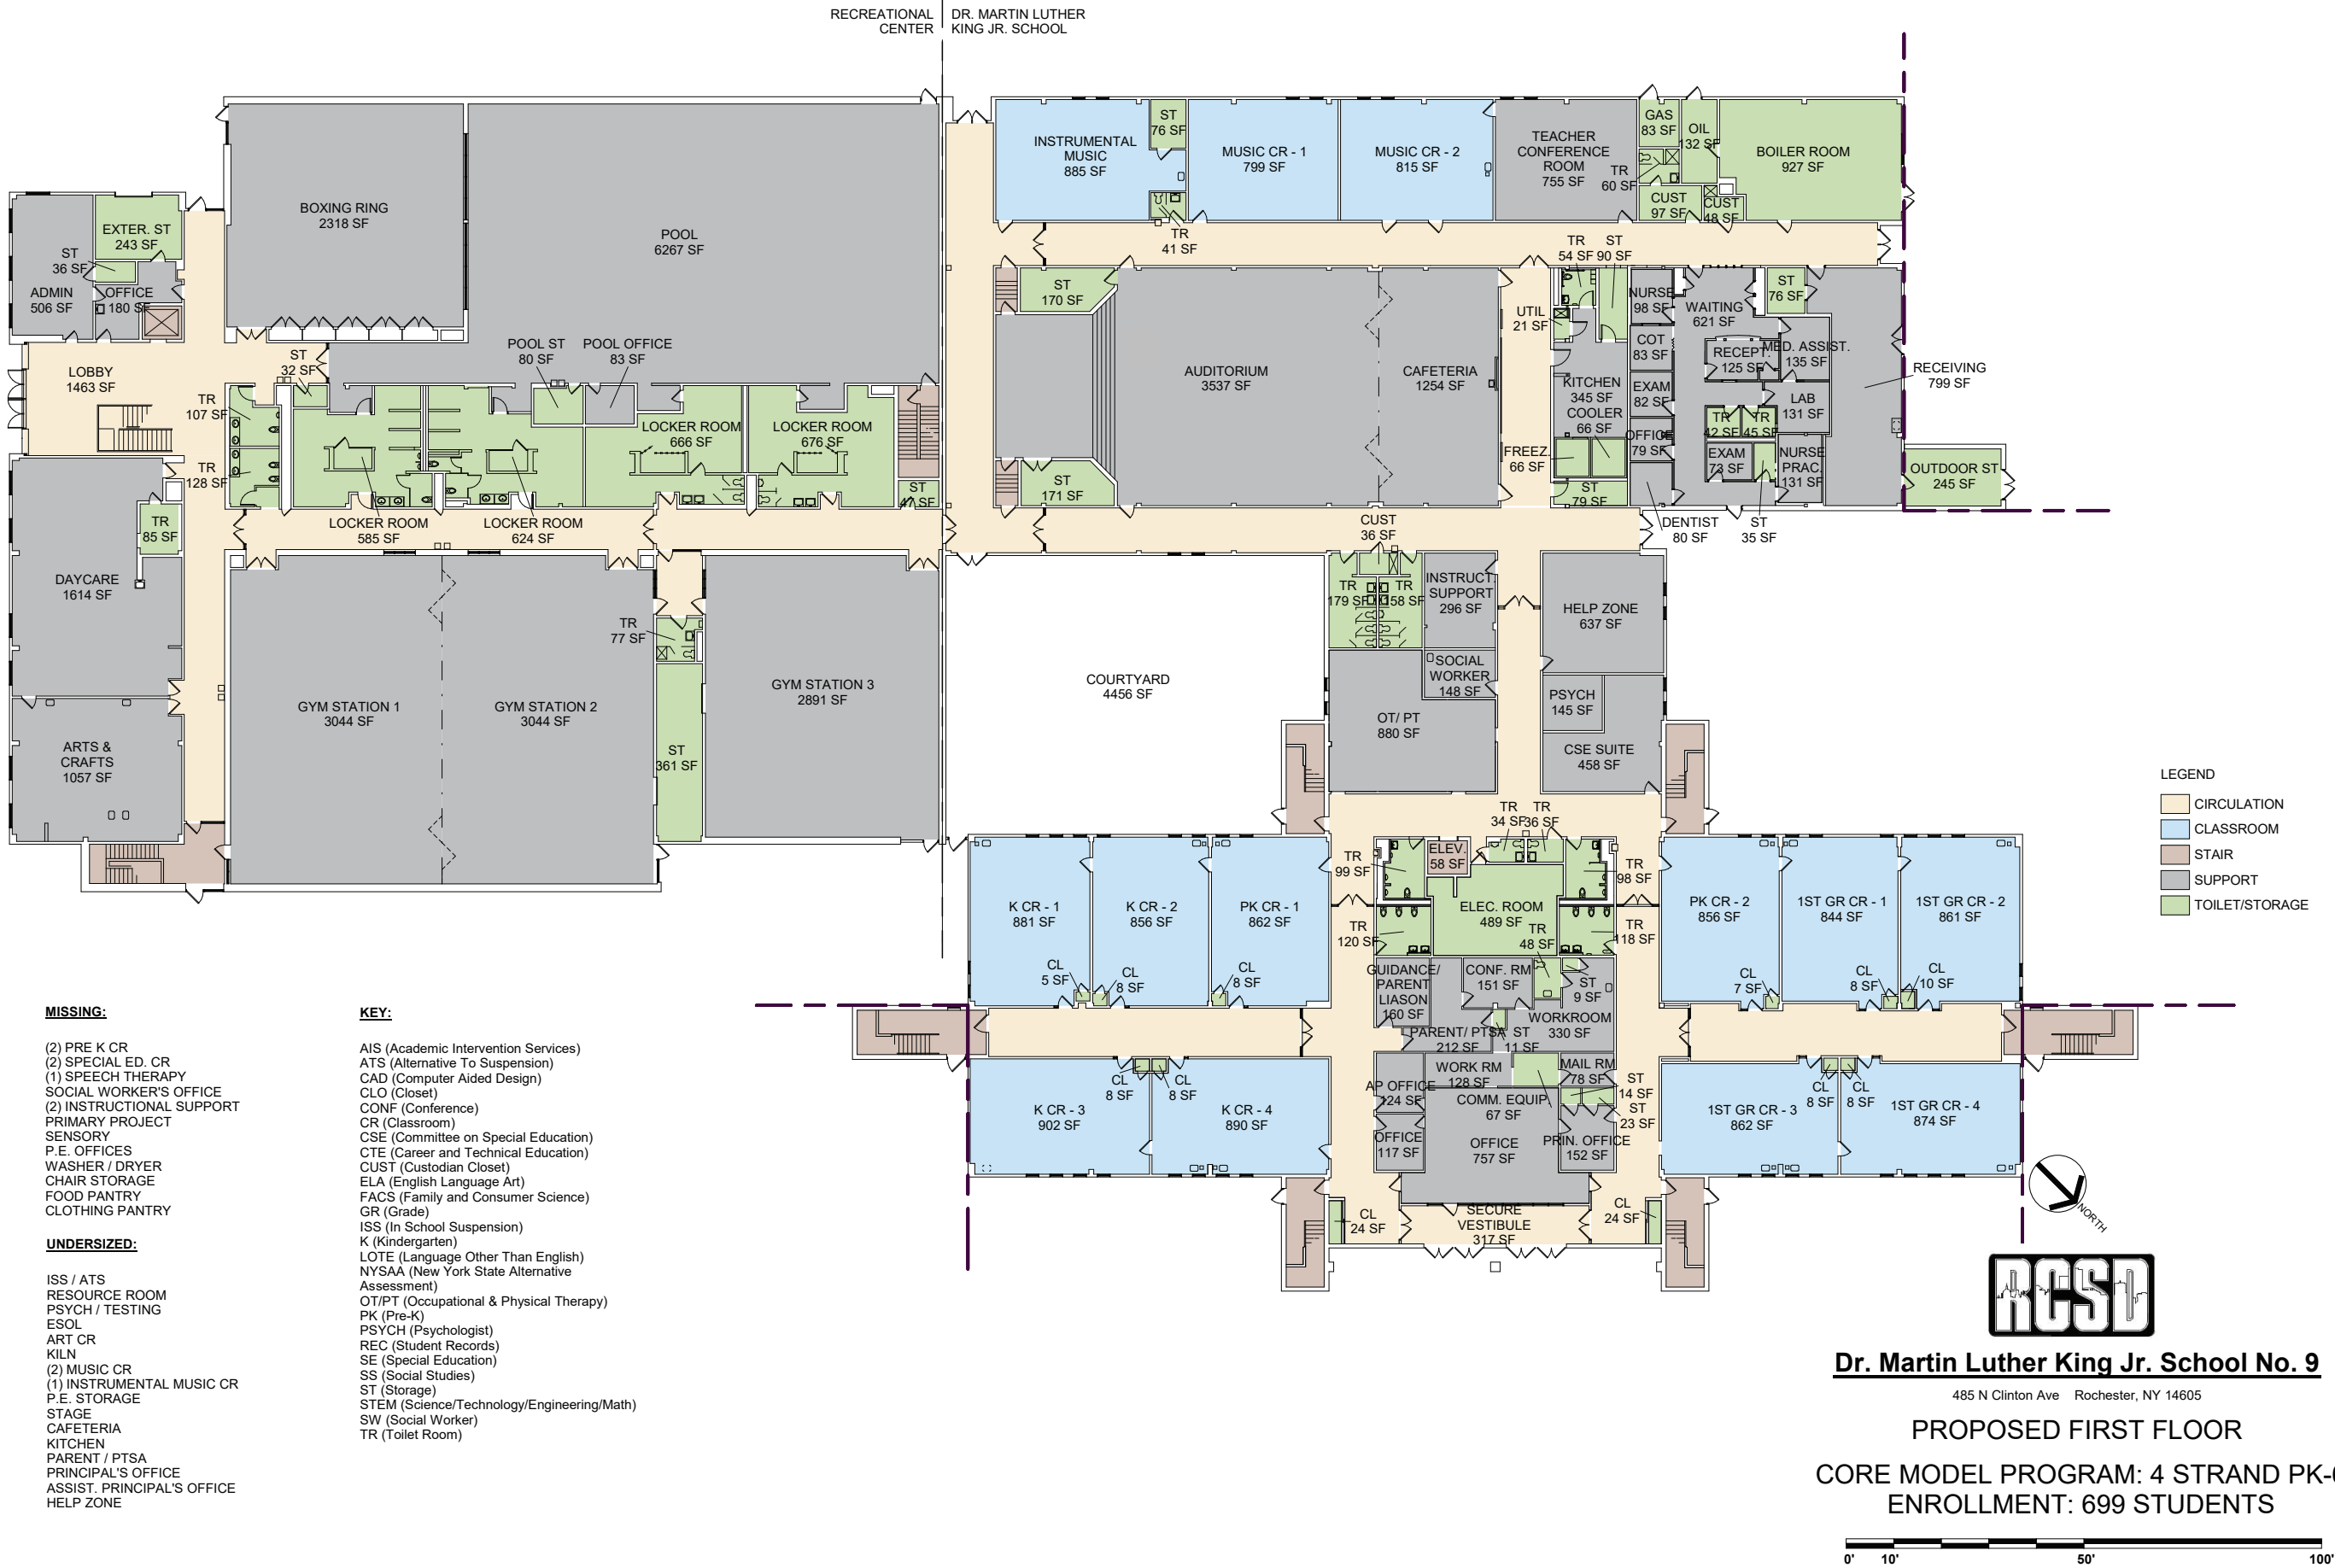 RECREATIONAL
CENTER
DR. MARTIN LUTHER
KING JR. SCHOOL
INSTRUMENTAL
MUSIC
885 SF
ST
76 SF
MUSIC CR - 1
799 SF
MUSIC CR - 2
815 SF
TEACHER
CONFERENCE
ROOM
755 SF
TR
60 SF
GAS
83 SF
OIL
132 SF
BOILER ROOM
927 SF
CUST
97 SF
CUST
48 SF
TR
41 SF
BOXING RING
2318 SF
POOL
6267 SF
EXTER. ST
243 SF
ST
36 SF
ADMIN
506 SF
OFFICE
180 SF
LOBBY
1463 SF
ST
32 SF
POOL ST
80 SF
POOL OFFICE
83 SF
TR
107 SF
TR
128 SF
LOCKER ROOM
666 SF
LOCKER ROOM
676 SF
ST
47 SF
LOCKER ROOM
585 SF
LOCKER ROOM
624 SF
TR
85 SF
DAYCARE
1614 SF
ARTS &
CRAFTS
1057 SF
GYM STATION 1
3044 SF
GYM STATION 2
3044 SF
TR
77 SF
ST
361 SF
GYM STATION 3
2891 SF
ST
170 SF
AUDITORIUM
3537 SF
CAFETERIA
1254 SF
ST
171 SF
TR
54 SF
ST
90 SF
UTIL
21 SF
KITCHEN
345 SF
COOLER
66 SF
FREEZ.
66 SF
ST
79 SF
NURSE
98 SF
COT
83 SF
EXAM
82 SF
OFFICE
79 SF
WAITING
621 SF
ST
76 SF
RECEPT.
125 SF
MED. ASSIST.
135 SF
LAB
131 SF
TR
42 SF
TR
45 SF
EXAM
73 SF
NURSE
PRAC.
131 SF
RECEIVING
799 SF
OUTDOOR ST
245 SF
DENTIST
80 SF
ST
35 SF
CUST
36 SF
TR
179 SF
TR
158 SF
INSTRUCT.
SUPPORT
296 SF
HELP ZONE
637 SF
SOCIAL
WORKER
148 SF
PSYCH
145 SF
OT/ PT
880 SF
CSE SUITE
458 SF
COURTYARD
4456 SF
LEGEND
CIRCULATION
CLASSROOM
STAIR
SUPPORT
TOILET/STORAGE
TR
34 SF
TR
36 SF
ELEV.
58 SF
TR
99 SF
TR
98 SF
ELEC. ROOM
489 SF
TR
120 SF
TR
48 SF
TR
118 SF
K CR - 1
881 SF
K CR - 2
856 SF
PK CR - 1
862 SF
CL
5 SF
CL
8 SF
CL
8 SF
PK CR - 2
856 SF
1ST GR CR - 1
844 SF
1ST GR CR - 2
861 SF
CL
7 SF
CL
8 SF
CL
10 SF
GUIDANCE/
PARENT
LIASON
160 SF
CONF. RM
151 SF
ST
9 SF
WORKROOM
330 SF
PARENT/ PTSA
212 SF
ST
11 SF
AP OFFICE
124 SF
WORK RM
128 SF
MAIL RM
78 SF
COMM. EQUIP.
67 SF
ST
14 SF
ST
23 SF
OFFICE
117 SF
OFFICE
757 SF
PRIN. OFFICE
152 SF
CL
8 SF
CL
8 SF
K CR - 3
902 SF
K CR - 4
890 SF
CL
8 SF
CL
8 SF
1ST GR CR - 3
862 SF
1ST GR CR - 4
874 SF
CL
24 SF
SECURE
VESTIBULE
317 SF
CL
24 SF
NORTH
MISSING:
(2) PRE K CR
(2) SPECIAL ED. CR
(1) SPEECH THERAPY
SOCIAL WORKER'S OFFICE
(2) INSTRUCTIONAL SUPPORT
PRIMARY PROJECT
SENSORY
P.E. OFFICES
WASHER / DRYER
CHAIR STORAGE
FOOD PANTRY
CLOTHING PANTRY
UNDERSIZED:
ISS / ATS
RESOURCE ROOM
PSYCH / TESTING
ESOL
ART CR
KILN
(2) MUSIC CR
(1) INSTRUMENTAL MUSIC CR
P.E. STORAGE
STAGE
CAFETERIA
KITCHEN
PARENT / PTSA
PRINCIPAL'S OFFICE
ASSIST. PRINCIPAL'S OFFICE
HELP ZONE
KEY:
AIS (Academic Intervention Services)
ATS (Alternative To Suspension)
CAD (Computer Aided Design)
CLO (Closet)
CONF (Conference)
CR (Classroom)
CSE (Committee on Special Education)
CTE (Career and Technical Education)
CUST (Custodian Closet)
ELA (English Language Art)
FACS (Family and Consumer Science)
GR (Grade)
ISS (In School Suspension)
K (Kindergarten)
LOTE (Language Other Than English)
NYSAA (New York State Alternative
Assessment)
OT/PT (Occupational & Physical Therapy)
PK (Pre-K)
PSYCH (Psychologist)
REC (Student Records)
SE (Special Education)
SS (Social Studies)
ST (Storage)
STEM (Science/Technology/Engineering/Math)
SW (Social Worker)
TR (Toilet Room)
RCSD
Dr. Martin Luther King Jr. School No. 9
485 N Clinton Ave Rochester, NY 14605
PROPOSED FIRST FLOOR
CORE MODEL PROGRAM: 4 STRAND PK-6
ENROLLMENT: 699 STUDENTS
0' 10' 50' 100'